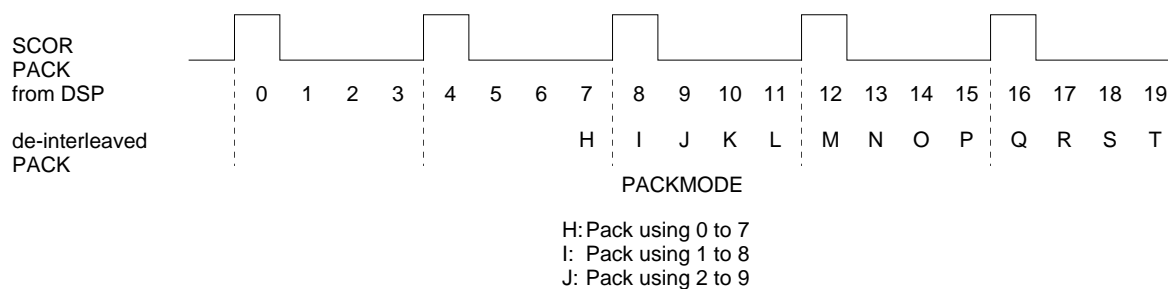 SCOR
PACK
from DSP 0 1 2 3 4 5 6 7 8 9 10 11 12 13 14 15 16 17 18 19
de-interleaved H I J K L M N O P Q R S T
PACK
PACKMODE
H: Pack using 0 to 7
I: Pack using 1 to 8
J: Pack using 2 to 9